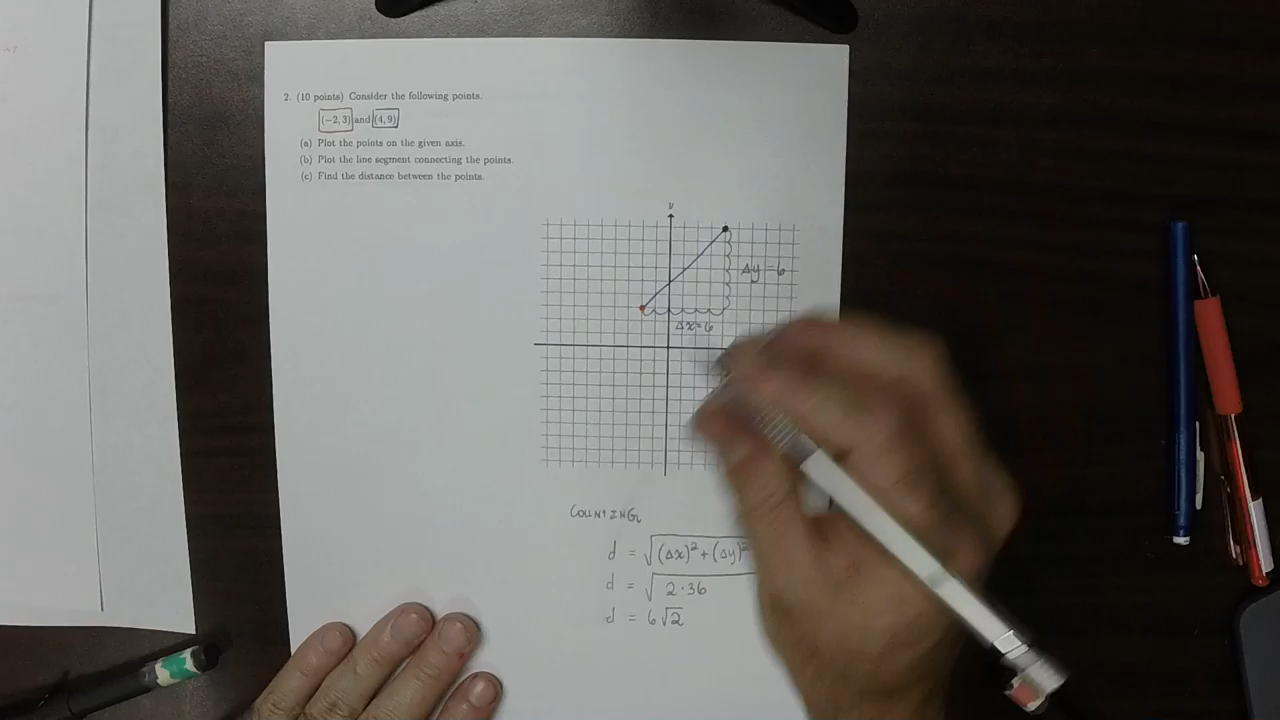 2. (10 points) Consider the following points.
(−2, 3) and (4, 9)
(a) Plot the points on the given axis.
(b) Plot the line segment connecting the points.
(c) Find the distance between the points.
y
Δy = 6
Δx = 6
COUNTING
d = √(Δx)² + (Δy)²
d = √2·36
d = 6√2